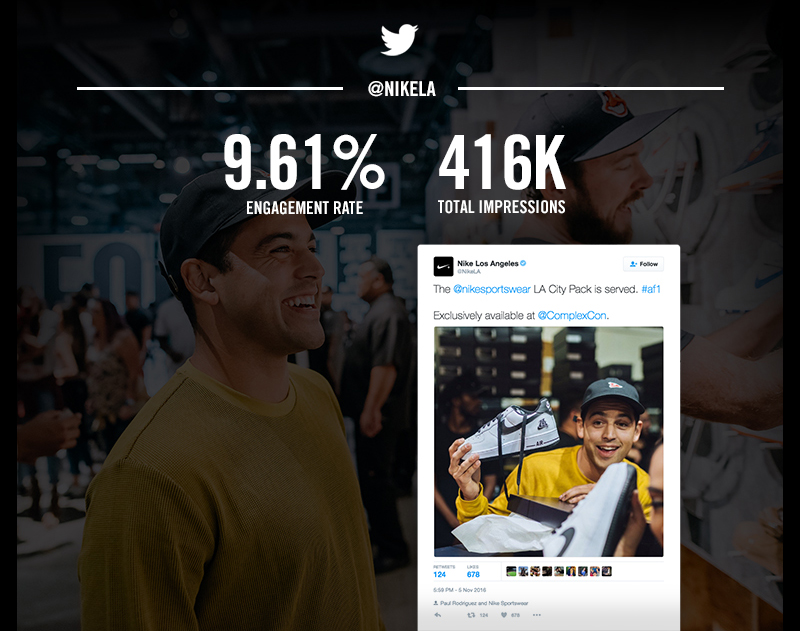 @NIKELA
9.61% 416K
ENGAGEMENT RATE TOTAL IMPRESSIONS
Nike Los Angeles
@NikeLA
Follow
The @nikesportswear LA City Pack is served. #af1
Exclusively available at @ComplexCon.
AIR
RETWEETS LIKES
124 678
5:58 PM - 5 Nov 2016
Paul Rodriguez and Nike Sportswear
124 678